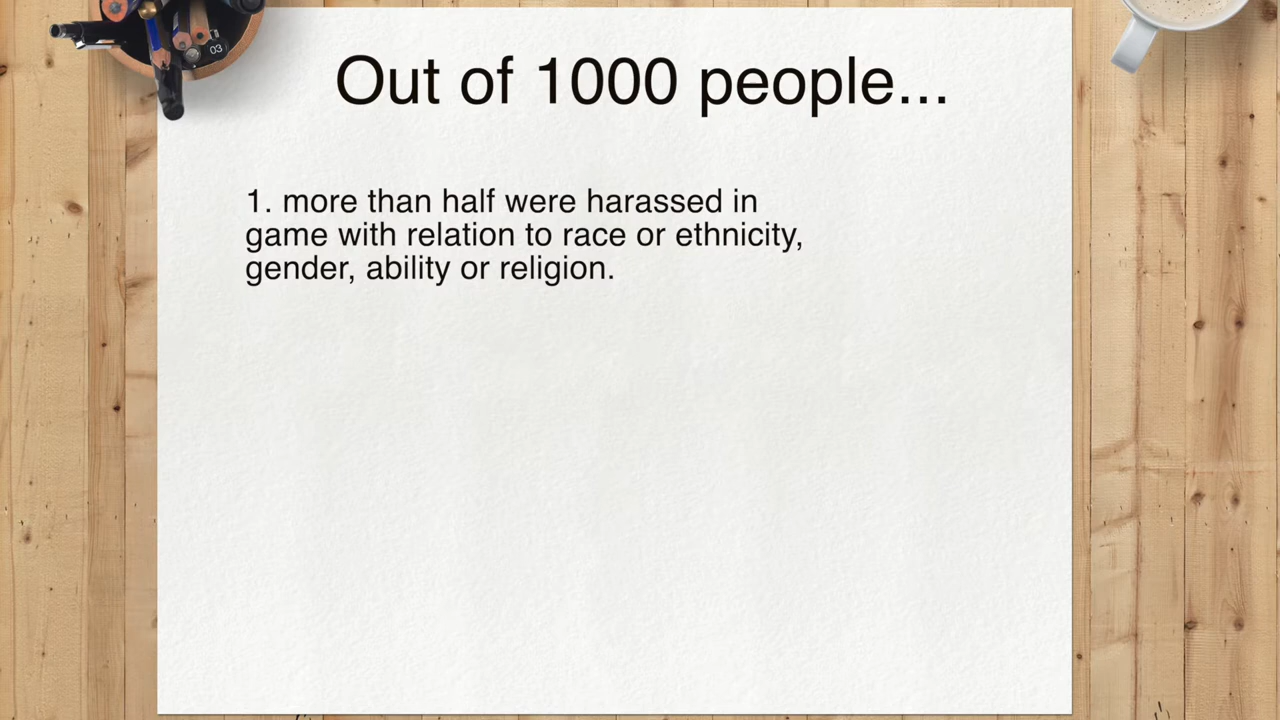 Out of 1000 people...
1. more than half were harassed in
game with relation to race or ethnicity,
gender, ability or religion.
03